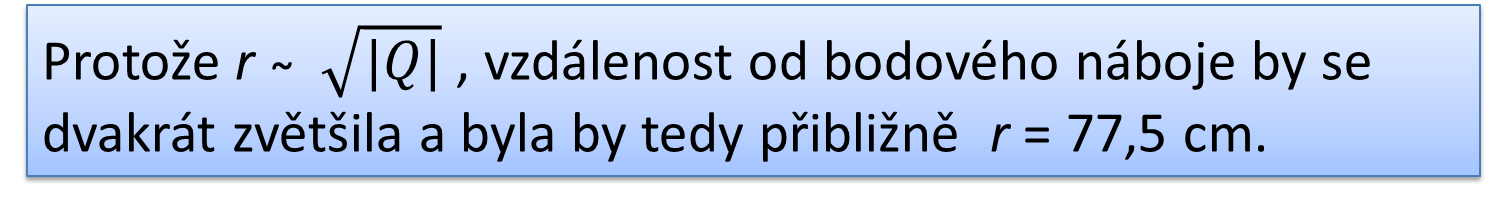 Protože r ~ √|Q| , vzdálenost od bodového náboje by se
dvakrát zvětšila a byla by tedy přibližně r = 77,5 cm.